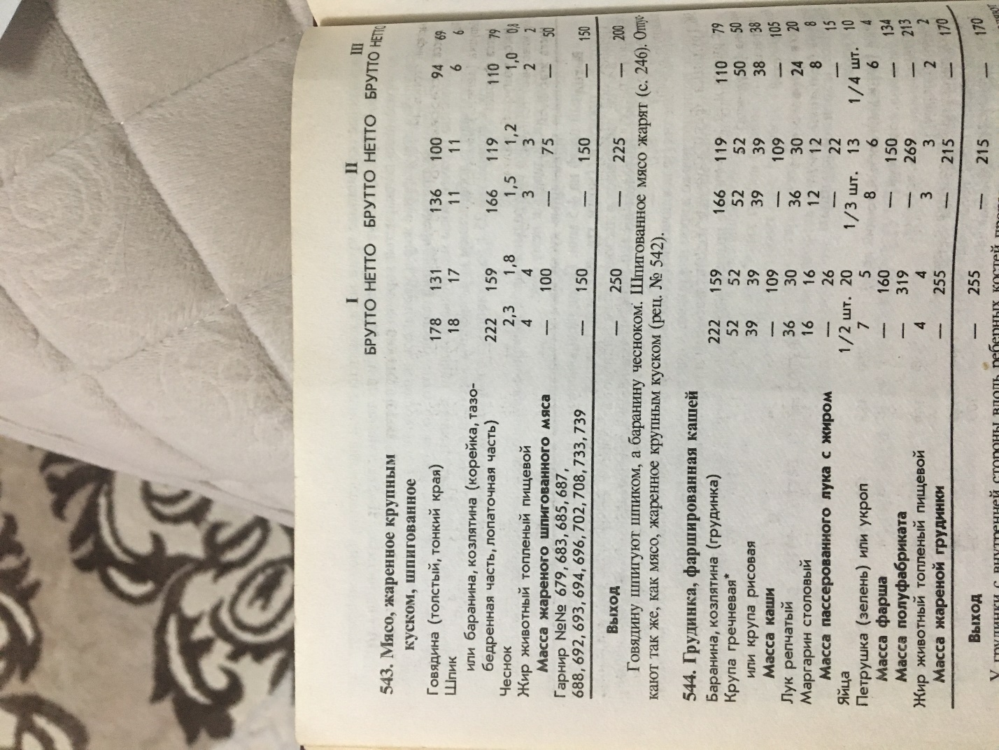 I II III
БРУТТО НЕТТО БРУТТО НЕТТО БРУТТО НЕТТО
543. Мясо, жаренное крупным
куском, шпигованное
Говядина (толстый, тонкий края) 178 131 136 100 94 69
Шпик 18 17 11 11 6 6
или баранина, козлятина (корейка, тазо-
бедренная часть, лопаточная часть) 222 159 166 119 110 79
Чеснок 2,3 1,8 1,5 1,2 1,0 0,8
Жир животный топленый пищевой 4 4 3 3 2 2
Масса жареного шпигованного мяса — 100 — 75 — 50
Гарнир №№ 679, 683, 685, 687,
688, 692, 693, 694, 696, 702, 708, 733, 739 — 150 — 150 — 150
Выход — 250 — 225 — 200
Говядину шпигуют шпиком, а баранину чесноком. Шпигованное мясо жарят (с. 246). Отпус-
кают так же, как мясо, жаренное крупным куском (рец. № 542).
544. Грудинка, фаршированная кашей
Баранина, козлятина (грудинка) 222 159 166 119 110 79
Крупа гречневая* 52 52 52 52 50 50
или крупа рисовая 39 39 39 39 38 38
Масса каши — 109 — 109 — 105
Лук репчатый 36 30 36 30 24 20
Маргарин столовый 16 16 12 12 8 8
Масса пассерованного лука с жиром — 26 — 22 — 15
Яйца 1/2 шт. 20 1/3 шт. 13 1/4 шт. 10
Петрушка (зелень) или укроп 7 5 8 6 6 4
Масса фарша — 160 — 150 — 134
Масса полуфабриката — 319 — 269 — 213
Жир животный топленый пищевой 4 4 3 3 2 2
Масса жареной грудинки — 255 — 215 — 170
Выход — 255 — 215 — 170
У грудинки с внутренней стороны вдоль реберных костей